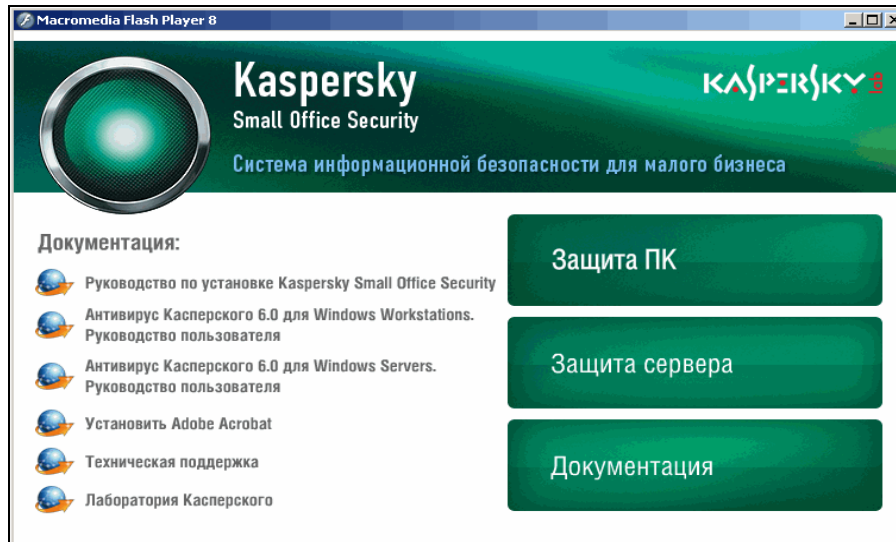 Macromedia Flash Player 8
Kaspersky
Small Office Security
KASPERSKY lab
Система информационной безопасности для малого бизнеса
Документация:
Руководство по установке Kaspersky Small Office Security
Антивирус Касперского 6.0 для Windows Workstations.
Руководство пользователя
Антивирус Касперского 6.0 для Windows Servers.
Руководство пользователя
Установить Adobe Acrobat
Техническая поддержка
Лаборатория Касперского
Защита ПК
Защита сервера
Документация